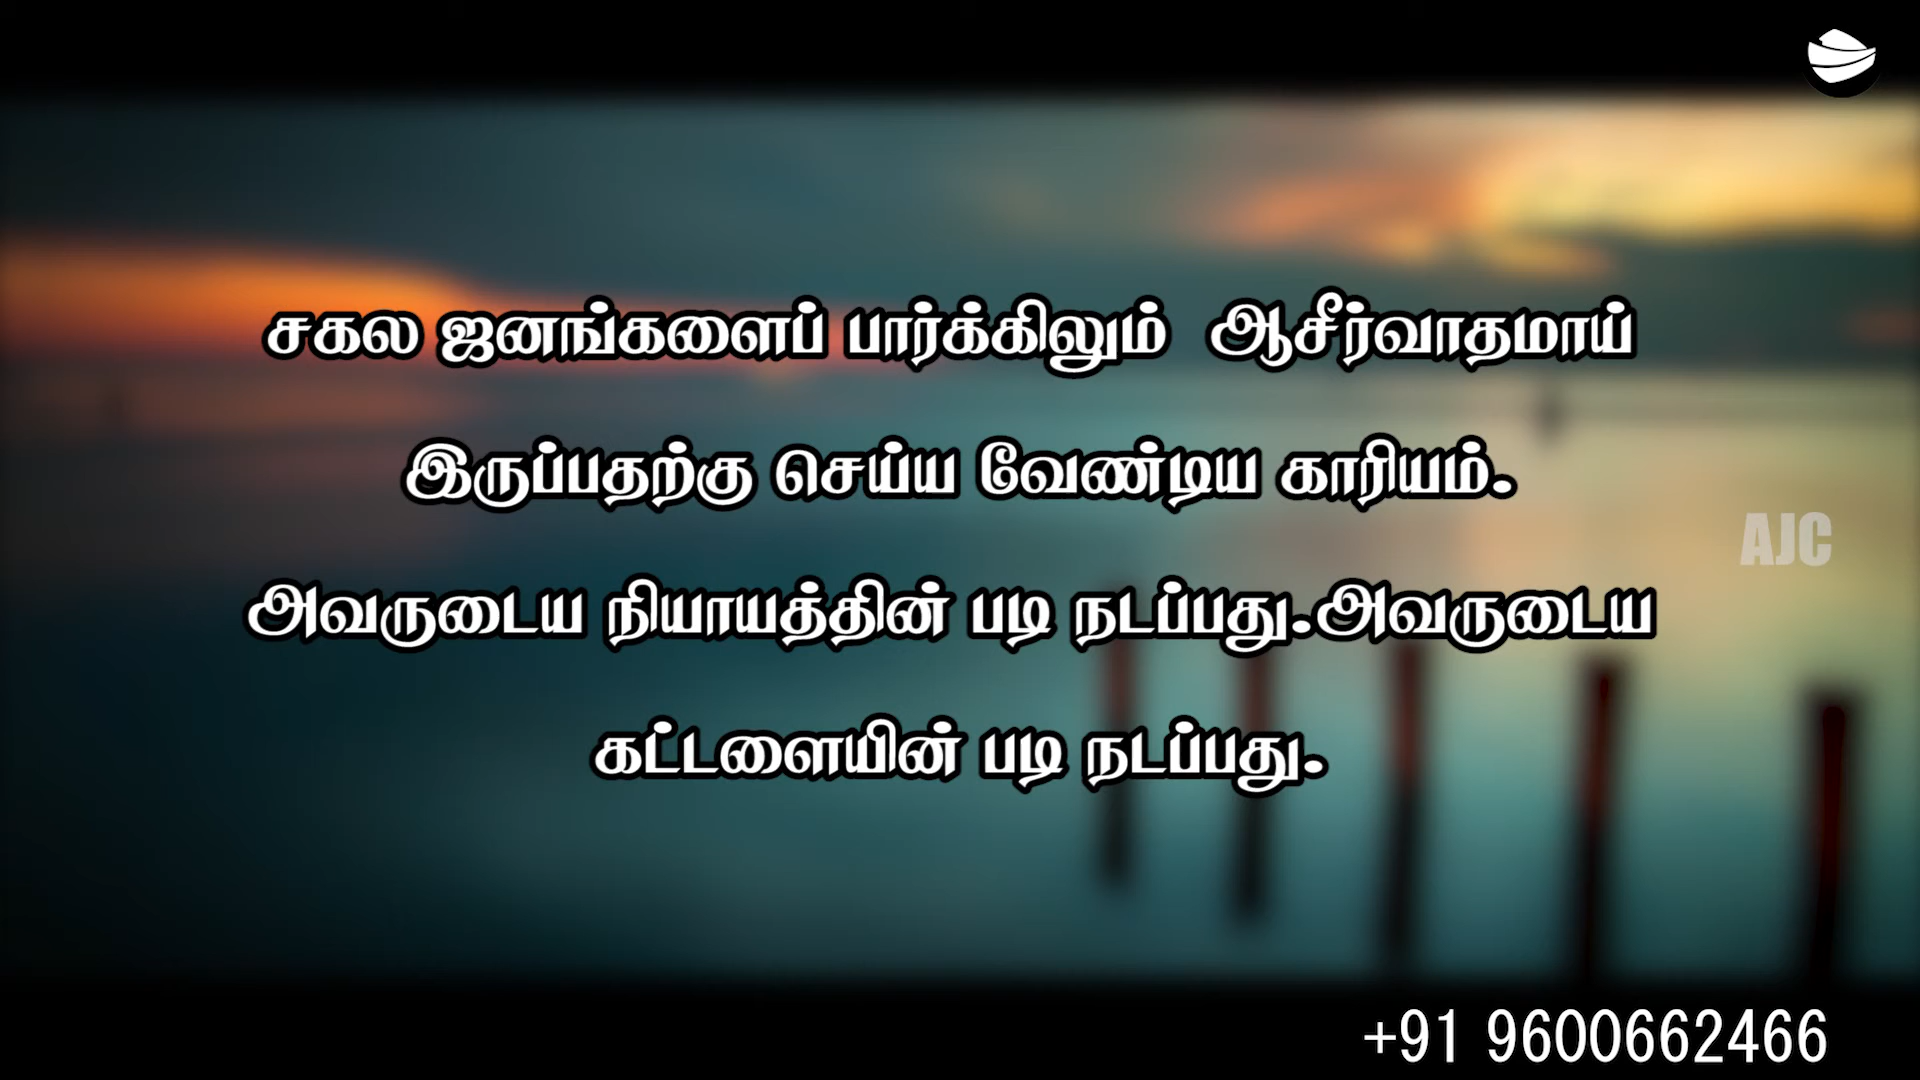 சகல ஜனங்களைப் பார்க்கிலும் ஆசீர்வாதமாய்
இருப்பதற்கு செய்ய வேண்டிய காரியம்.
அவருடைய நியாயத்தின் படி நடப்பது.அவருடைய
கட்டளையின் படி நடப்பது.
AJC
+91 9600662466